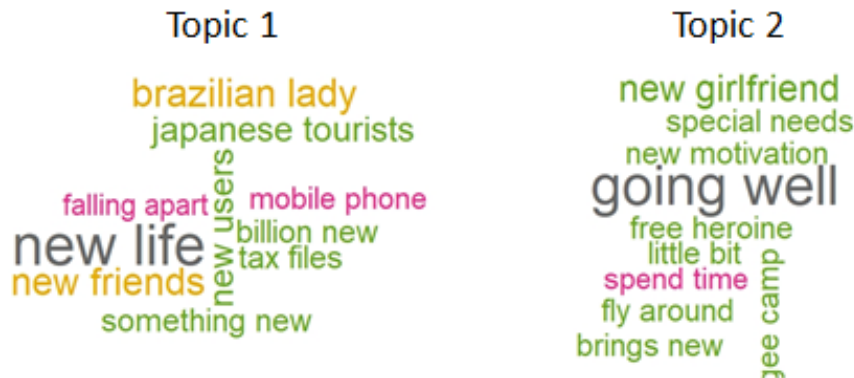 Topic 1
brazilian lady
japanese tourists
new users
falling apart
mobile phone
new life
billion new
tax files
new friends
something new
Topic 2
new girlfriend
special needs
new motivation
going well
free heroine
little bit
spend time
fly around
gee camp
brings new